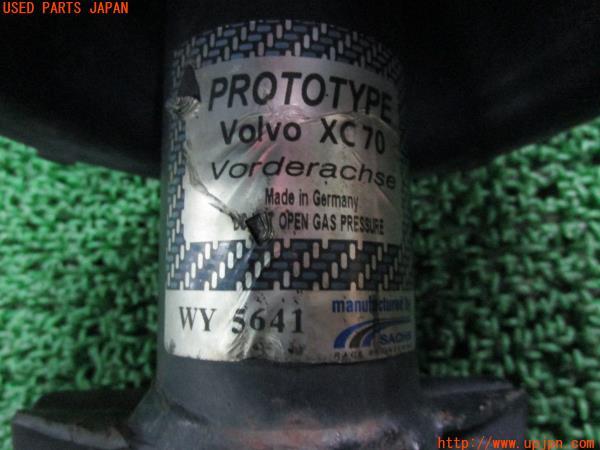 USED PARTS JAPAN
PROTOTYPE
Volvo XC70
Vorderachse
Made in Germany
OPEN GAS PRESSURE
WY 5641
manufactured by
SACHS
RACE
http://www.upjpn.com